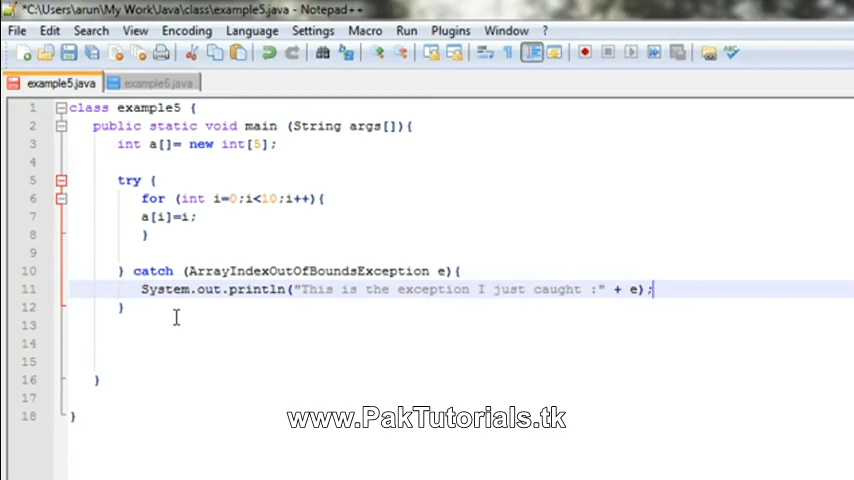 *C:\Users\arun\My Work\Java\class\example5.java - Notepad++
File Edit Search View Encoding Language Settings Macro Run Plugins Window ?
example5.java example6.java
1 class example5 {
2 public static void main (String args[]){
3 int a[]= new int[5];
4
5 try {
6 for (int i=0;i<10;i++){
7 a[i]=i;
8 }
9
10 } catch (ArrayIndexOutOfBoundsException e){
11 System.out.println("This is the exception I just caught :" + e);
12 }
13
14
15
16 }
17
18 }
www.PakTutorials.tk